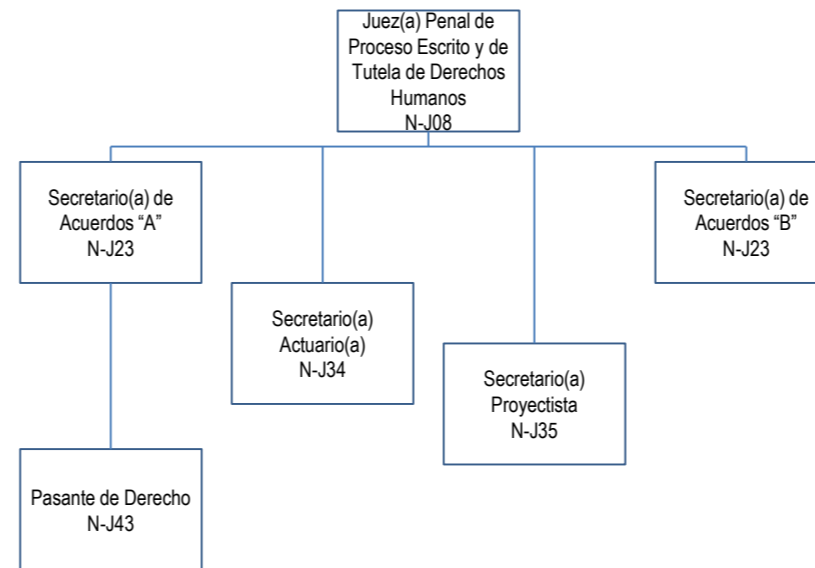 Juez(a) Penal de
Proceso Escrito y de
Tutela de Derechos
Humanos
N-J08
Secretario(a) de
Acuerdos “A”
N-J23
Secretario(a) de
Acuerdos “B”
N-J23
Secretario(a)
Actuario(a)
N-J34
Secretario(a)
Proyectista
N-J35
Pasante de Derecho
N-J43